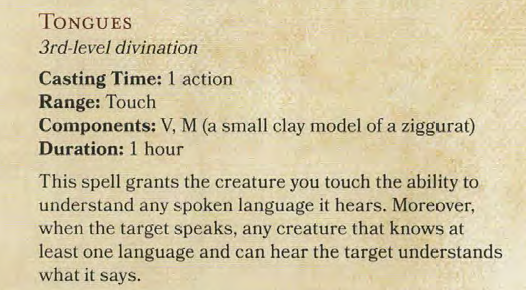 TONGUES
3rd-level divination
Casting Time: 1 action
Range: Touch
Components: V, M (a small clay model of a ziggurat)
Duration: 1 hour
This spell grants the creature you touch the ability to
understand any spoken language it hears. Moreover,
when the target speaks, any creature that knows at
least one language and can hear the target understands
what it says.